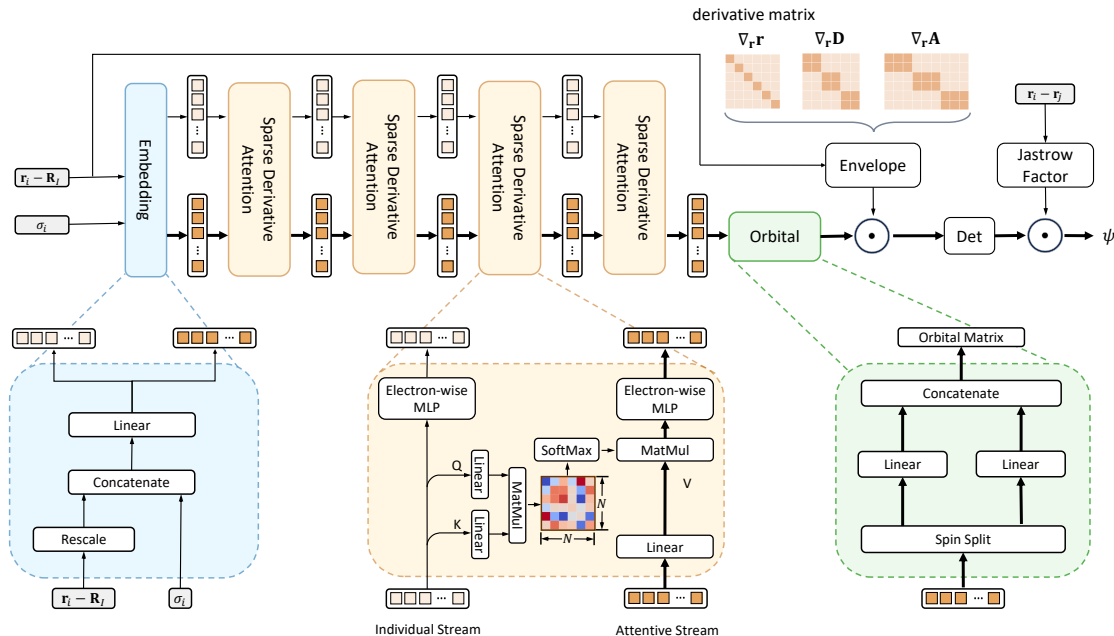 derivative matrix
∇ᵣr
∇ᵣD
∇ᵣA
rᵢ − rⱼ
Envelope
Jastrow
Factor
rᵢ − R_I
σᵢ
Embedding
Sparse Derivative
Attention
Sparse Derivative
Attention
Sparse Derivative
Attention
Sparse Derivative
Attention
Orbital
Det
ψ
Linear
Concatenate
Rescale
rᵢ − R_I
σᵢ
Electron-wise
MLP
Electron-wise
MLP
SoftMax
MatMul
Q
Linear
MatMul
N
V
K
Linear
N
Linear
Individual Stream
Attentive Stream
Orbital Matrix
Concatenate
Linear
Linear
Spin Split